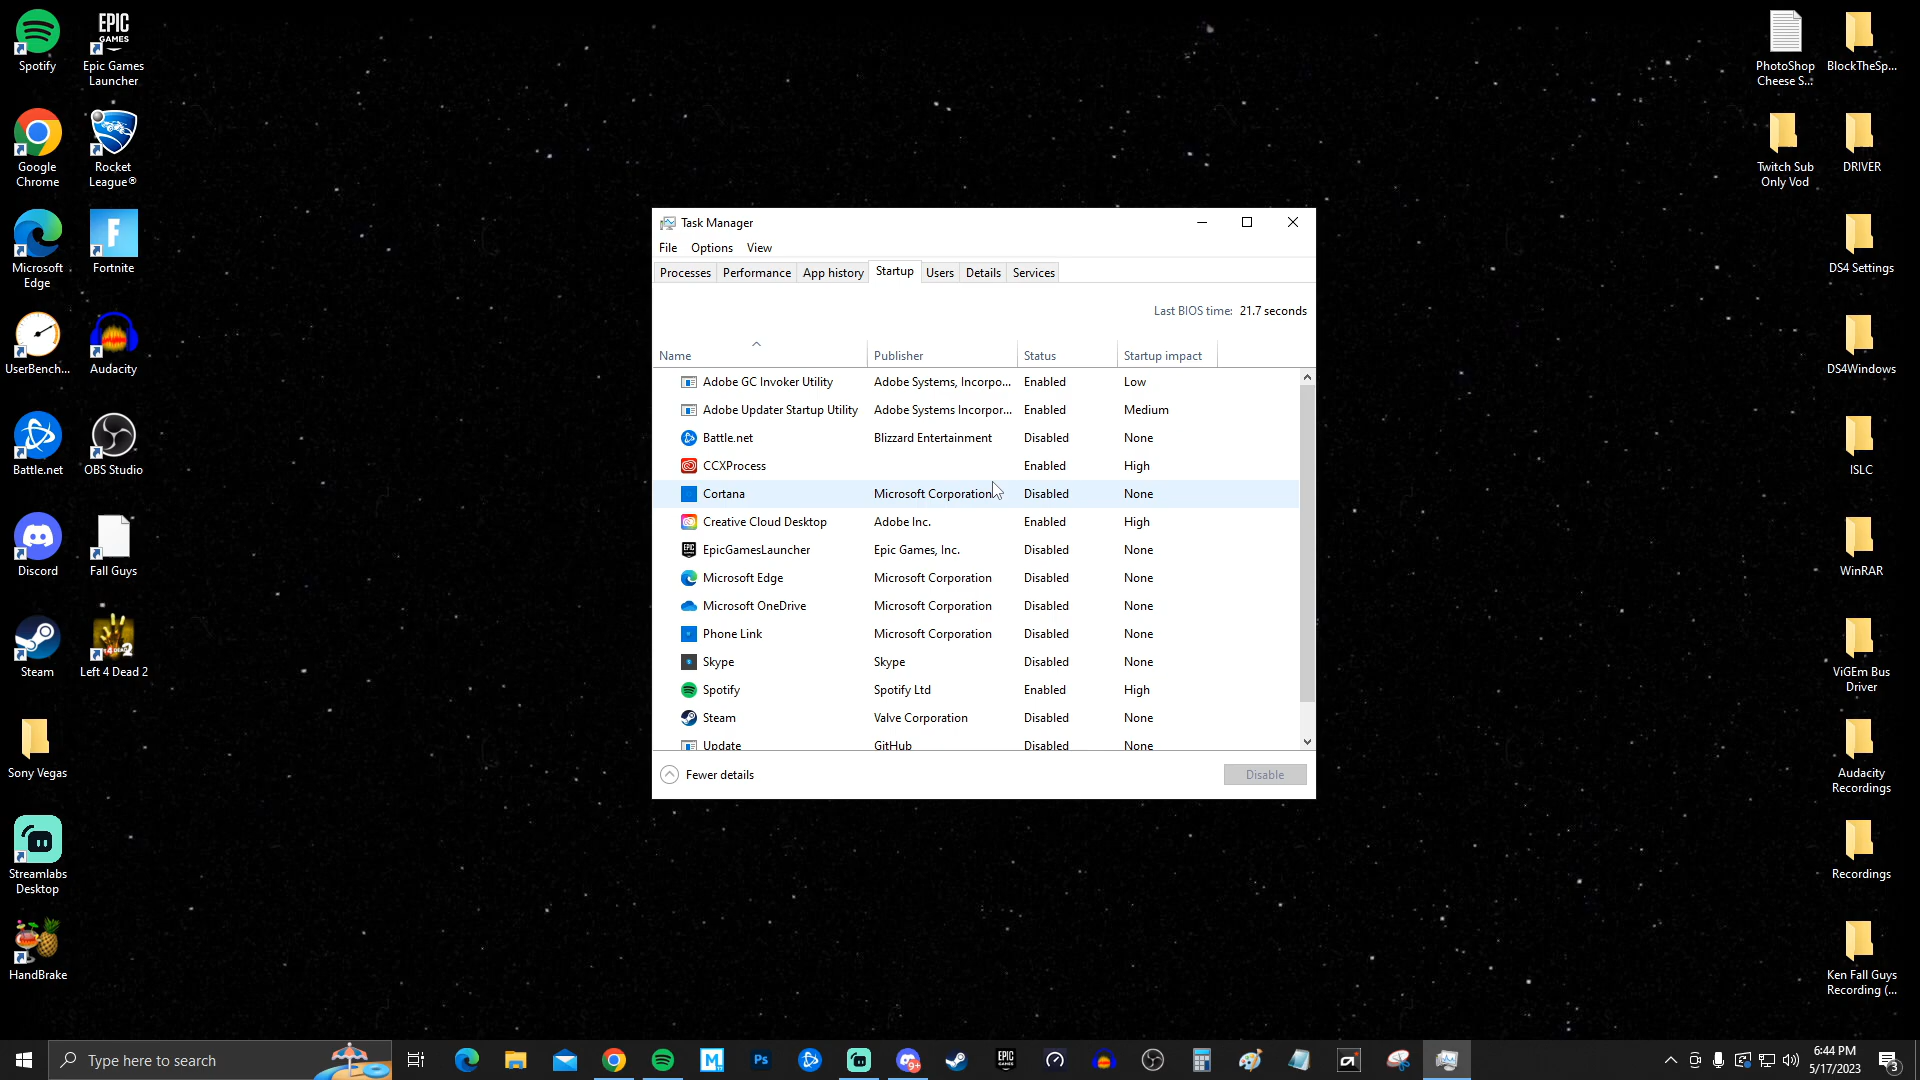 Spotify
EPIC
GAMES
Epic Games
Launcher
Google
Chrome
Rocket
League®
Microsoft
Edge
Fortnite
UserBench...
Audacity
Battle.net
OBS Studio
Discord
Fall Guys
Steam
Left 4 Dead 2
Sony Vegas
Streamlabs
Desktop
HandBrake
Task Manager
File Options View
Processes Performance App history Startup Users Details Services
Last BIOS time: 21.7 seconds
Name Publisher Status Startup impact
Adobe GC Invoker Utility Adobe Systems, Incorpo... Enabled Low
Adobe Updater Startup Utility Adobe Systems Incorpor... Enabled Medium
Battle.net Blizzard Entertainment Disabled None
CCXProcess Enabled High
Cortana Microsoft Corporation Disabled None
Creative Cloud Desktop Adobe Inc. Enabled High
EpicGamesLauncher Epic Games, Inc. Disabled None
Microsoft Edge Microsoft Corporation Disabled None
Microsoft OneDrive Microsoft Corporation Disabled None
Phone Link Microsoft Corporation Disabled None
Skype Skype Disabled None
Spotify Spotify Ltd Enabled High
Steam Valve Corporation Disabled None
Update GitHub Disabled None
Fewer details Disable
PhotoShop
Cheese S...
BlockTheSp...
Twitch Sub
Only Vod
DRIVER
DS4 Settings
DS4Windows
ISLC
WinRAR
ViGEm Bus
Driver
Audacity
Recordings
Recordings
Ken Fall Guys
Recording (...
Type here to search
Ps
9+
EPIC
6:44 PM
5/17/2023
3